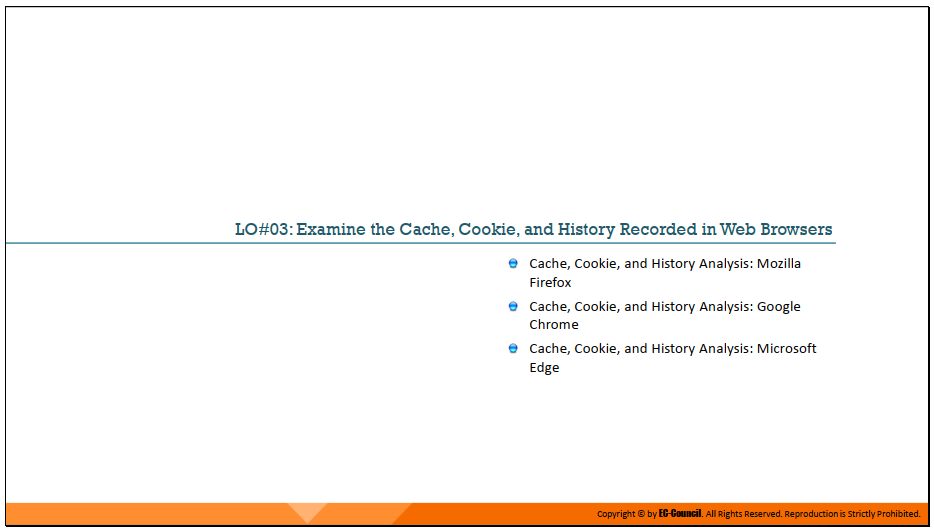 LO#03: Examine the Cache, Cookie, and History Recorded in Web Browsers
Cache, Cookie, and History Analysis: Mozilla
Firefox
Cache, Cookie, and History Analysis: Google
Chrome
Cache, Cookie, and History Analysis: Microsoft
Edge
Copyright © by EC-Council. All Rights Reserved. Reproduction is Strictly Prohibited.